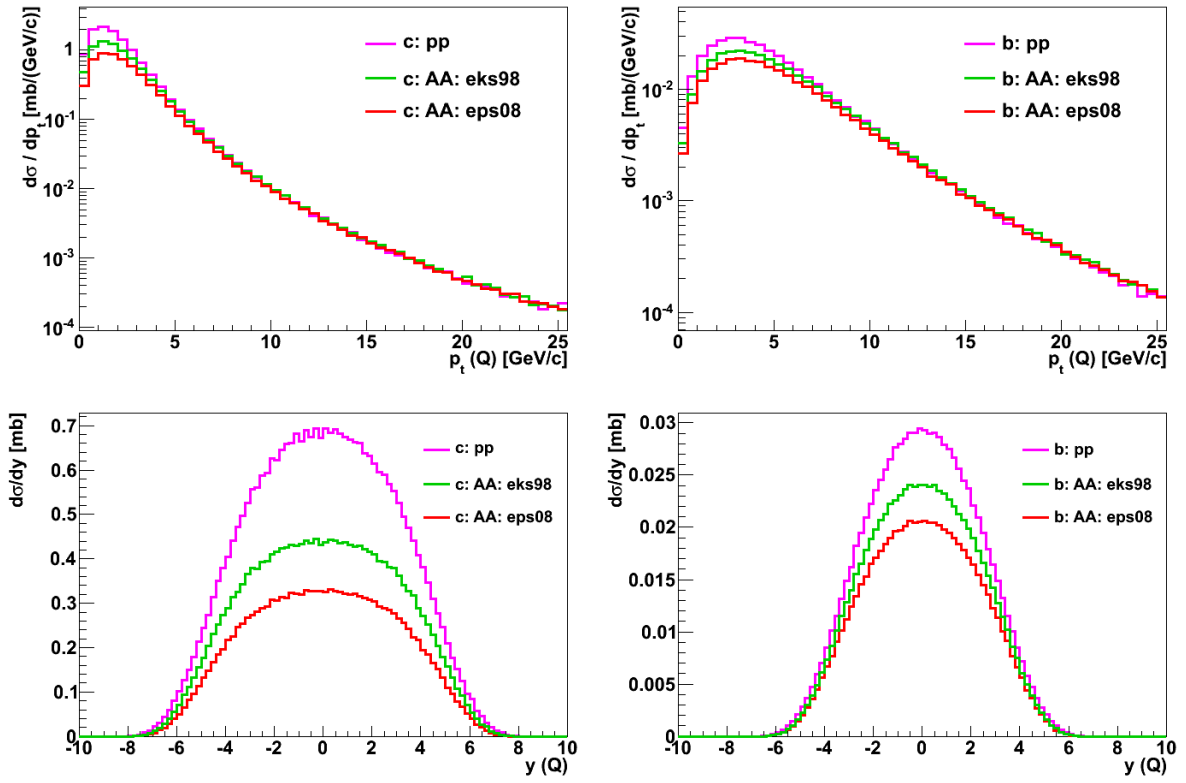 dσ / dp_t [mb/(GeV/c)]
1
10^-1
10^-2
10^-3
10^-4
c: pp
c: AA: eks98
c: AA: eps08
0 5 10 15 20 25
p_t (Q) [GeV/c]
dσ / dp_t [mb/(GeV/c)]
10^-2
10^-3
10^-4
b: pp
b: AA: eks98
b: AA: eps08
0 5 10 15 20 25
p_t (Q) [GeV/c]
dσ/dy [mb]
0.7
0.6
0.5
0.4
0.3
0.2
0.1
0
c: pp
c: AA: eks98
c: AA: eps08
-10 -8 -6 -4 -2 0 2 4 6 8 10
y (Q)
dσ/dy [mb]
0.03
0.025
0.02
0.015
0.01
0.005
0
b: pp
b: AA: eks98
b: AA: eps08
-10 -8 -6 -4 -2 0 2 4 6 8 10
y (Q)